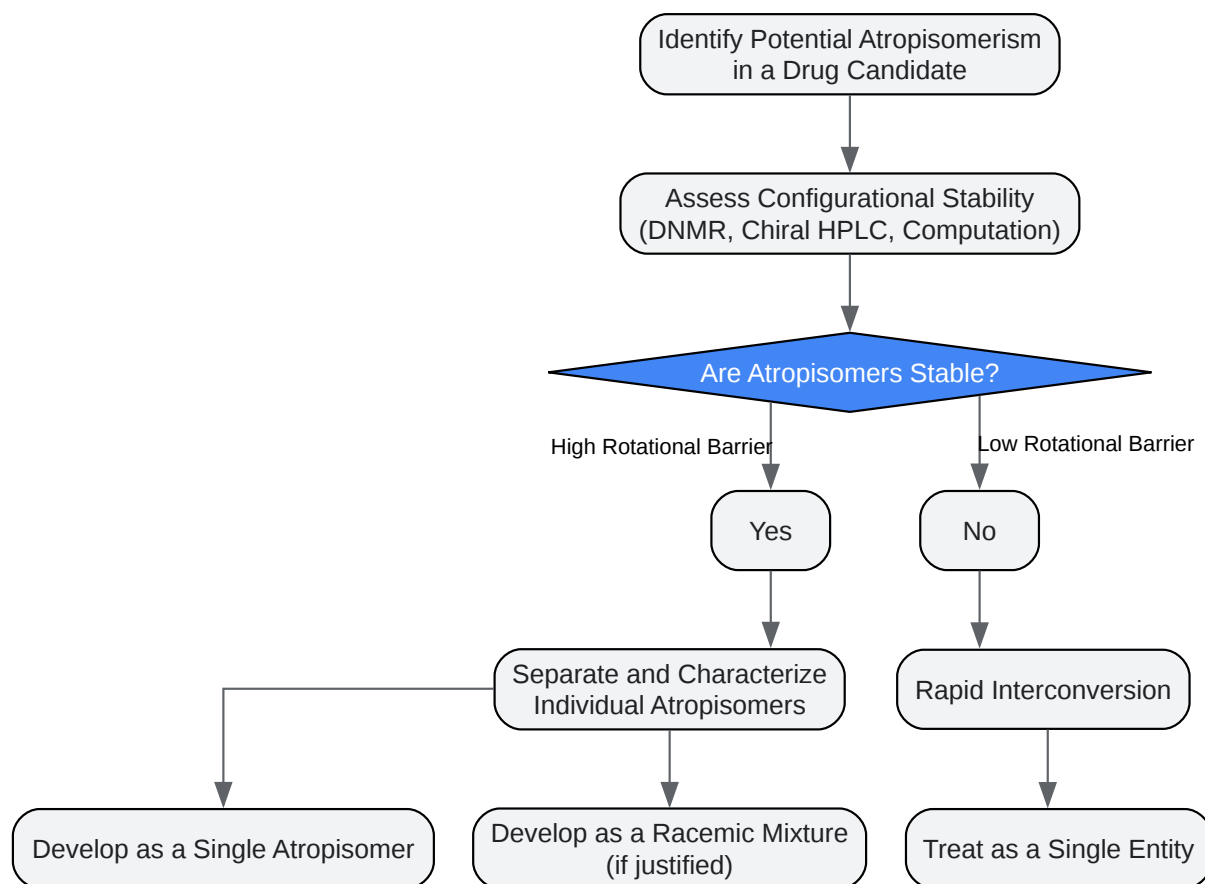 Identify Potential Atropisomerism
in a Drug Candidate
Assess Configurational Stability
(DNMR, Chiral HPLC, Computation)
Are Atropisomers Stable?
High Rotational Barrier
Low Rotational Barrier
Yes
No
Separate and Characterize
Individual Atropisomers
Rapid Interconversion
Develop as a Single Atropisomer
Develop as a Racemic Mixture
(if justified)
Treat as a Single Entity